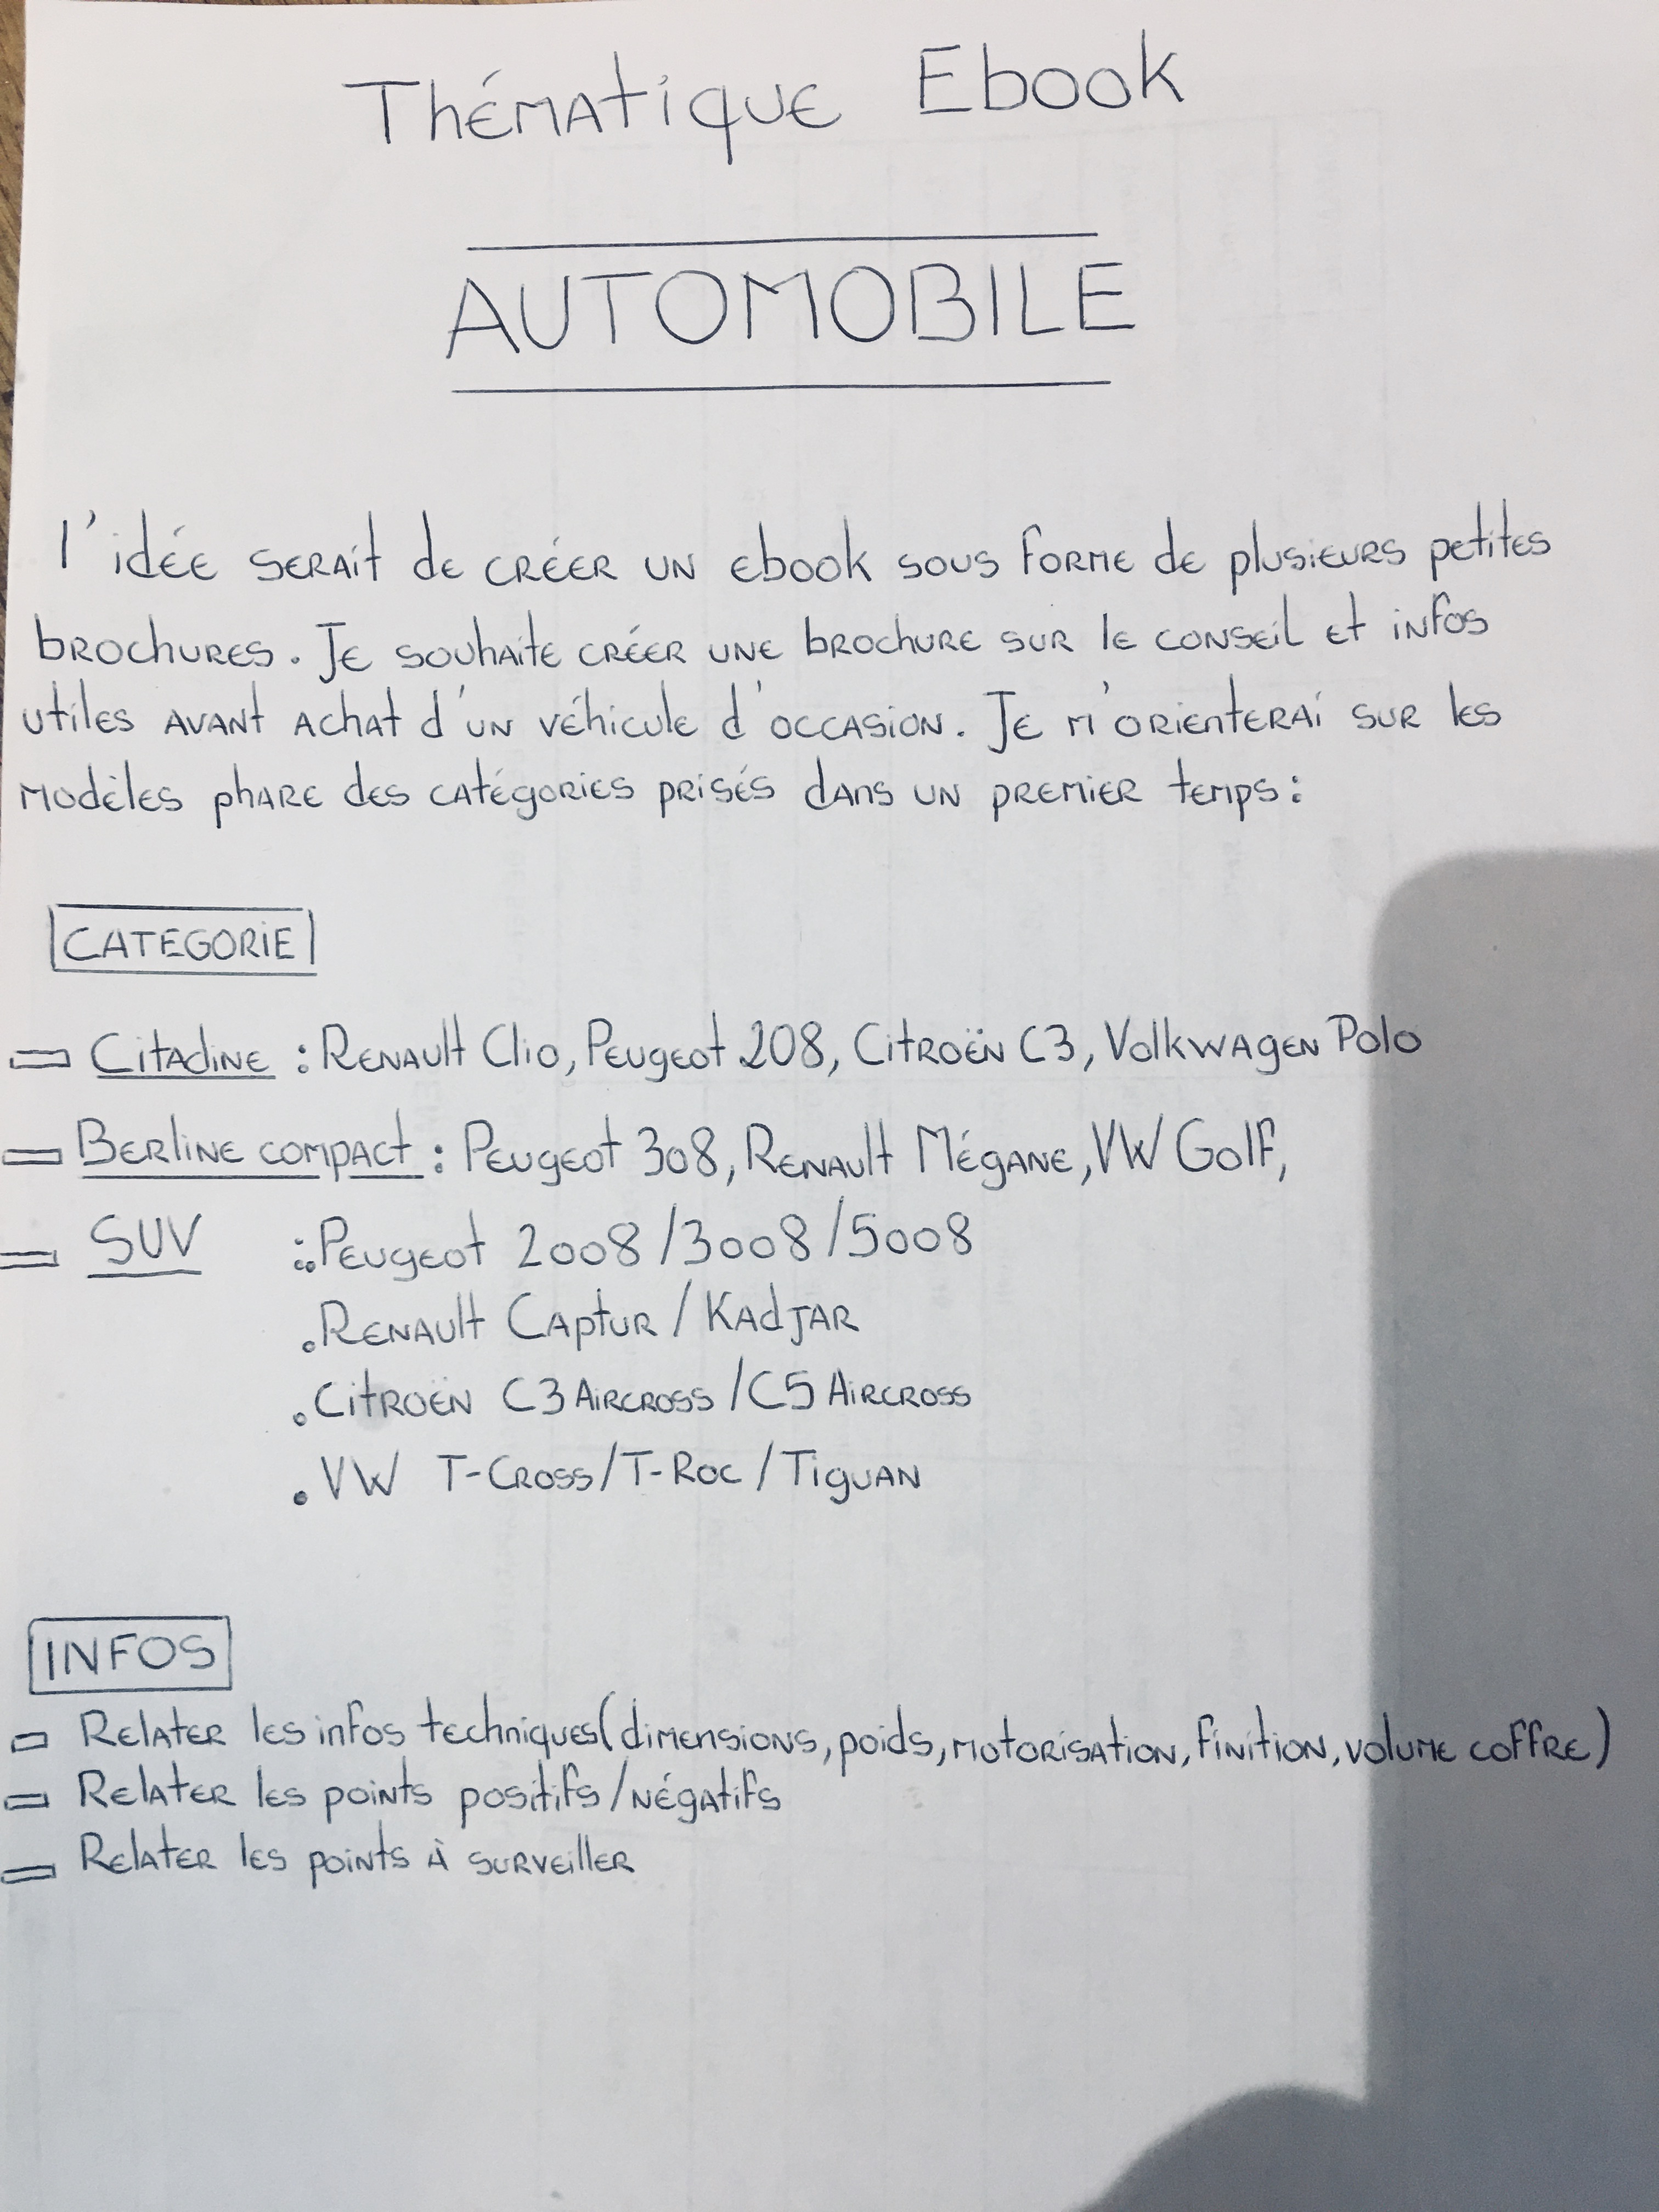 Thématique Ebook
AUTOMOBILE
l'idée serait de créer un ebook sous forme de plusieurs petites
brochures. Je souhaite créer une brochure sur le conseil et infos
utiles avant achat d'un véhicule d'occasion. Je m'orienterai sur les
modèles phare des catégories prisés dans un premier temps :
CATEGORIE
Citadine : Renault Clio, Peugeot 208, Citroën C3, Volkwagen Polo
Berline compact : Peugeot 308, Renault Mégane, VW Golf,
SUV : . Peugeot 2008/3008/5008
. Renault Captur / Kadjar
. Citroën C3 Aircross / C5 Aircross
. VW T-Cross/T-Roc / Tiguan
INFOS
Relater les infos techniques (dimensions, poids, motorisation, finition, volume coffre)
Relater les points positifs/négatifs
Relater les points à surveiller